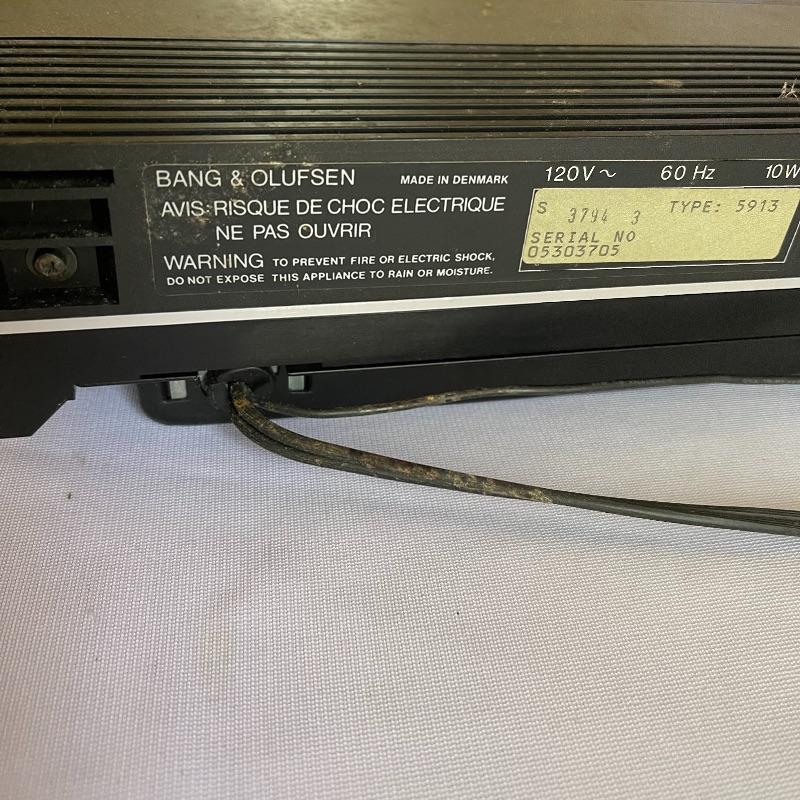 BANG & OLUFSEN MADE IN DENMARK
AVIS: RISQUE DE CHOC ELECTRIQUE
NE PAS OUVRIR
WARNING TO PREVENT FIRE OR ELECTRIC SHOCK,
DO NOT EXPOSE THIS APPLIANCE TO RAIN OR MOISTURE.
120V ~ 60 Hz 10W
S 3794 3 TYPE: 5913
SERIAL NO
05303705